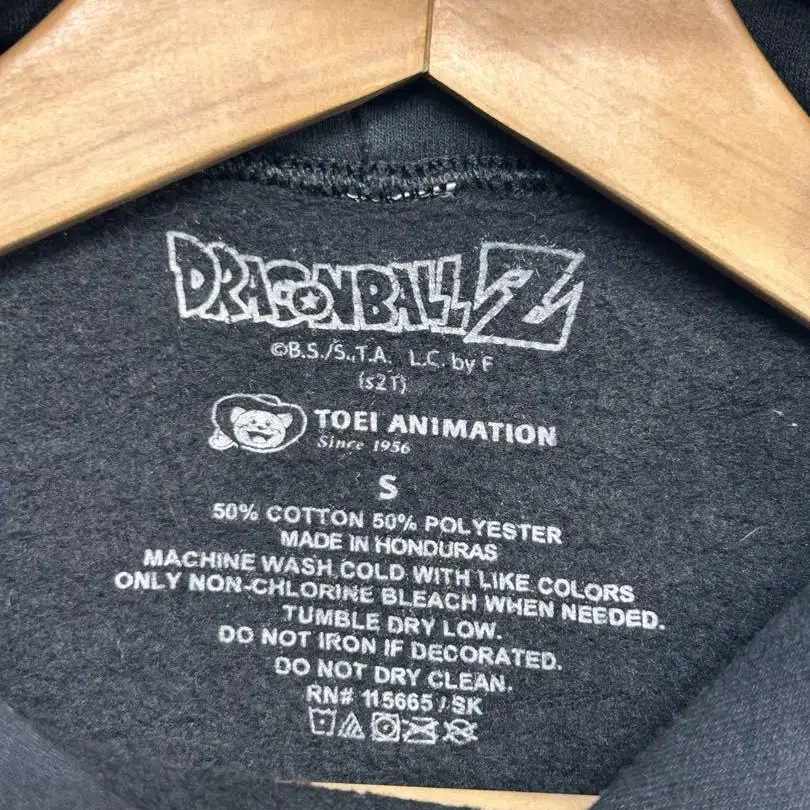 DRAGONBALL Z
©B.S./S.,T.A. L.C. by F
(s21)
TOEI ANIMATION
Since 1956
S
50% COTTON 50% POLYESTER
MADE IN HONDURAS
MACHINE WASH COLD WITH LIKE COLORS
ONLY NON-CHLORINE BLEACH WHEN NEEDED.
TUMBLE DRY LOW.
DO NOT IRON IF DECORATED.
DO NOT DRY CLEAN.
RN# 115665 / SK